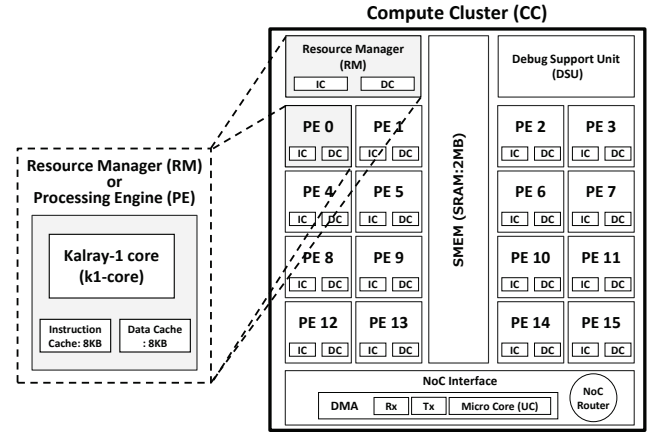 Compute Cluster (CC)
Resource Manager
(RM)
IC DC
Debug Support Unit
(DSU)
SMEM (SRAM:2MB)
PE 0 PE 1 PE 2 PE 3
IC DC IC DC IC DC IC DC
PE 4 PE 5 PE 6 PE 7
IC DC IC DC IC DC IC DC
PE 8 PE 9 PE 10 PE 11
IC DC IC DC IC DC IC DC
PE 12 PE 13 PE 14 PE 15
IC DC IC DC IC DC IC DC
NoC Interface
DMA Rx Tx Micro Core (UC)
NoC
Router
Resource Manager (RM)
or
Processing Engine (PE)
Kalray-1 core
(k1-core)
Instruction
Cache: 8KB
Data Cache
: 8KB